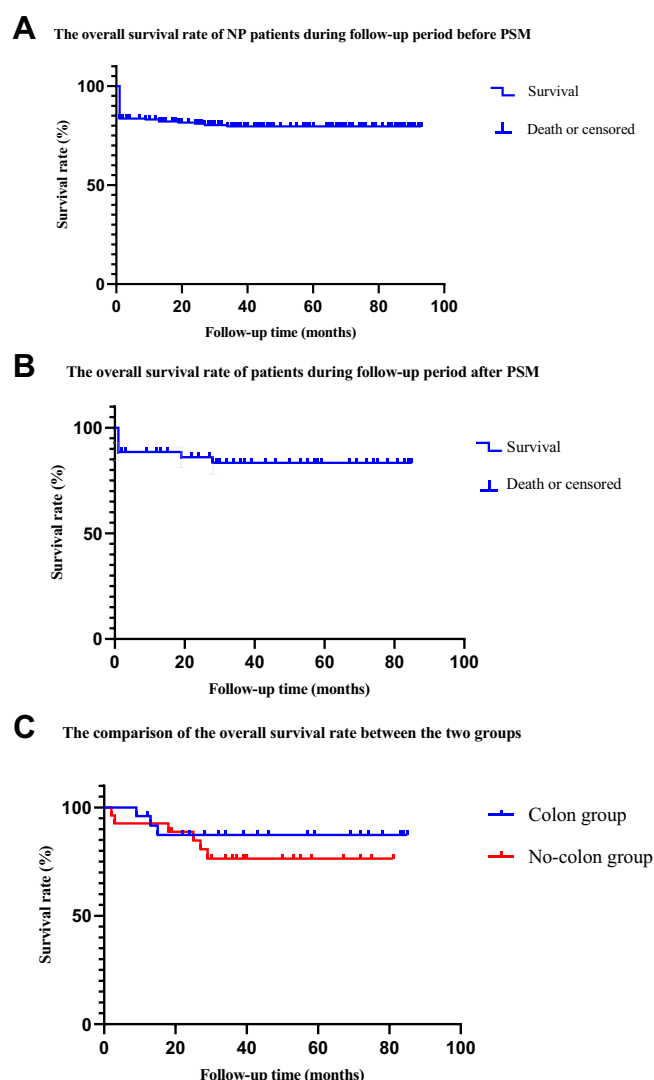 A The overall survival rate of NP patients during follow-up period before PSM
100
50
0
Survival rate (%)
0 20 40 60 80 100
Follow-up time (months)
Survival
Death or censored
B The overall survival rate of patients during follow-up period after PSM
100
50
0
Survival rate (%)
0 20 40 60 80 100
Follow-up time (months)
Survival
Death or censored
C The comparison of the overall survival rate between the two groups
100
50
0
Survival rate (%)
0 20 40 60 80 100
Follow-up time (months)
Colon group
No-colon group